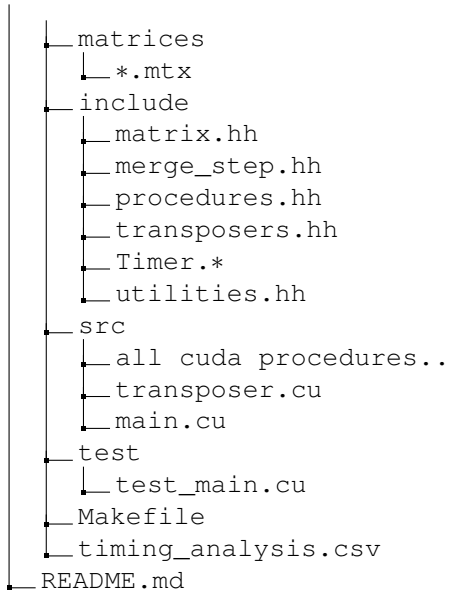 matrices
*.mtx
include
matrix.hh
merge_step.hh
procedures.hh
transposers.hh
Timer.*
utilities.hh
src
all cuda procedures..
transposer.cu
main.cu
test
test_main.cu
Makefile
timing_analysis.csv
README.md